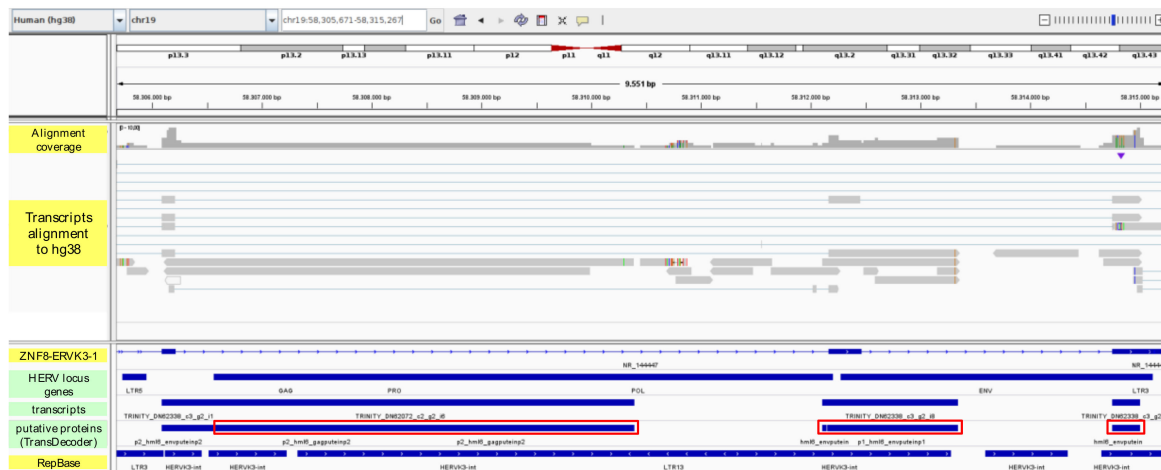 Human (hg38) chr19 chr19:58,305,671-58,315,267 Go
p13.3 p13.2 p13.13 p13.11 p12 p11 q11 q12 q13.11 q13.12 q13.2 q13.31 q13.32 q13.33 q13.41 q13.42 q13.43
9.551 bp
58.306.000 bp 58.307.000 bp 58.308.000 bp 58.309.000 bp 58.310.000 bp 58.311.000 bp 58.312.000 bp 58.313.000 bp 58.314.000 bp 58.315.000 bp
Alignment
coverage
Transcripts
alignment
to hg38
ZNF8-ERVK3-1
NR_144447 NR_1444
HERV locus
genes
LTR5 GAG PRO POL ENV LTR3
transcripts
TRINITY_DN62338_c3_g2_i1 TRINITY_DN62072_c2_g2_i6 TRINITY_DN62338_c3_g2_i8 TRINITY_DN62338_c3_g2
putative proteins
(TransDecoder)
p2_hml6_envputeinp2 p2_hml6_gagputeinp2 p2_hml6_gagputeinp2 hml6_envputein p1_hml6_envputeinp1 hml6_envputein
RepBase
LTR3 HERVK3-int HERVK3-int HERVK3-int LTR13 HERVK3-int HERVK3-int HERVK3-int